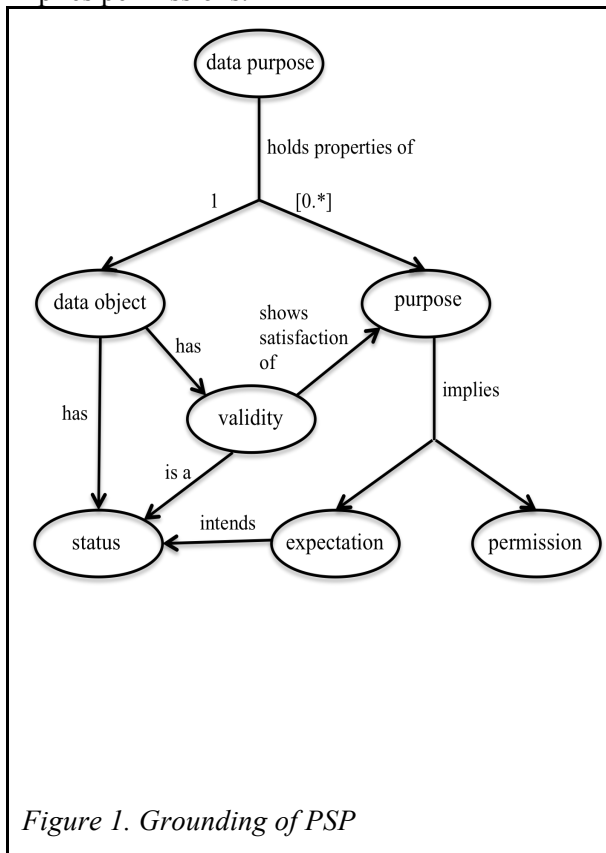 data purpose
holds properties of
1
[0.*]
data object
purpose
shows
satisfaction
of
has
validity
implies
has
is a
intends
status
expectation
permission
Figure 1. Grounding of PSP